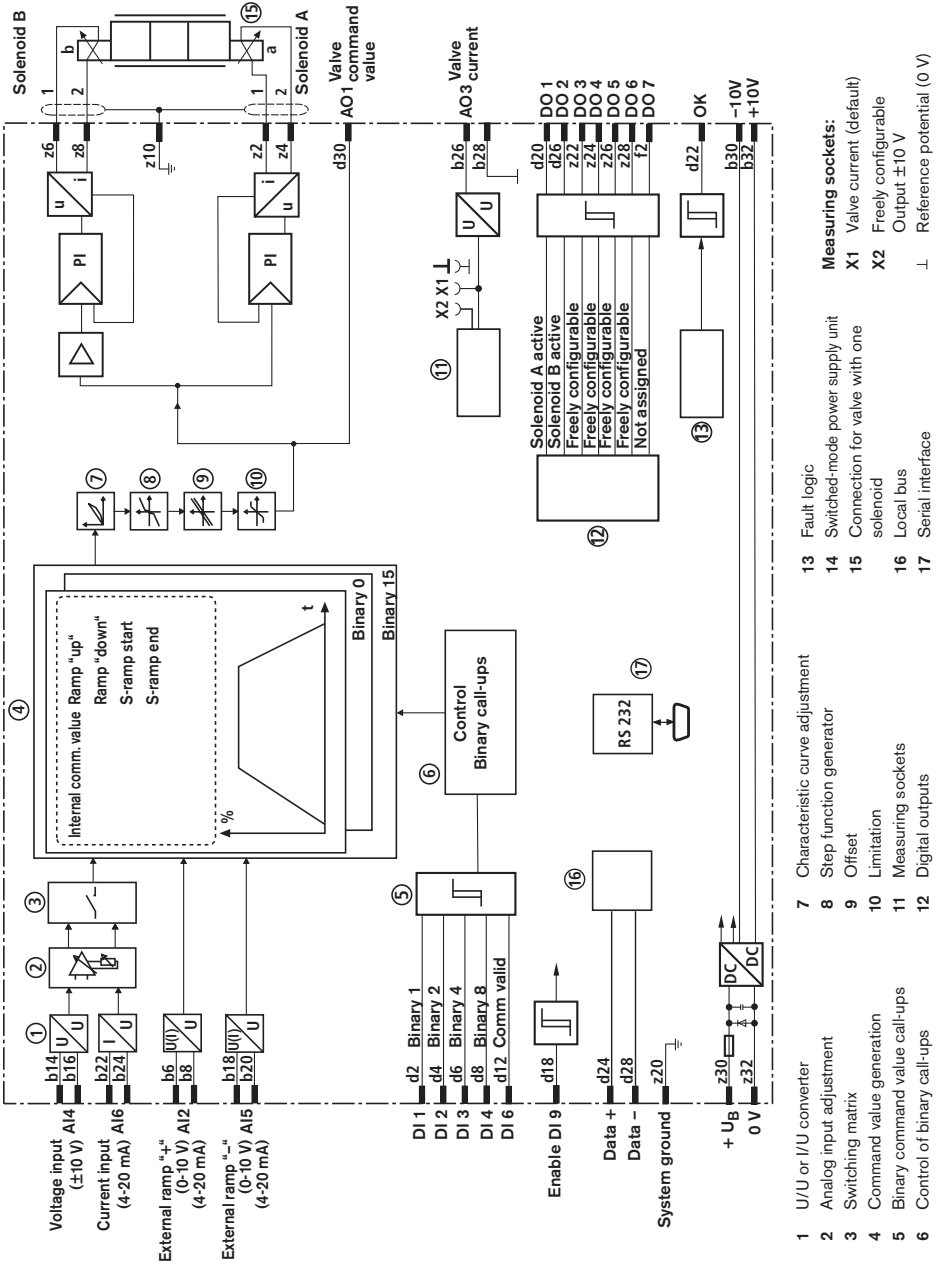 Voltage input
(±10 V) AI4
b14
b16
Current input
(4-20 mA)
AI6
b22
b24
External ramp "+"
(0-10 V) AI2
(4-20 mA)
b6
b8
External ramp "–"
(0-10 V) AI5
(4-20 mA)
b18
b20
1
U
U
I
U
U(I)
U
U(I)
U
2
3
4
Internal comm. value
Ramp "up"
Ramp "down"
S-ramp start
S-ramp end
%
t
Binary 0
Binary 15
7
8
9
10
PI
PI
u
i
u
i
z6
z8
z10
z2
z4
d30
1
2
1
2
Solenoid B
b
15
a
Solenoid A
AO1
Valve
command
value
DI 1
d2
Binary 1
DI 2
d4
Binary 2
DI 3
d6
Binary 4
DI 4
d8
Binary 8
DI 6
d12
Comm valid
5
6
Control
Binary call-ups
11
X2 X1 ⊥
U
U
b26
b28
AO3
Valve
current
Enable DI 9
d18
Data +
d24
Data –
d28
16
System ground
z20
RS 232
17
12
Solenoid A active
Solenoid B active
Freely configurable
Freely configurable
Freely configurable
Freely configurable
Not assigned
d20
d26
z22
z24
z26
z28
f2
DO 1
DO 2
DO 3
DO 4
DO 5
DO 6
DO 7
13
d22
OK
+ UB
z30
0 V
z32
DC
DC
b30
b32
–10V
+10V
1 U/U or I/U converter
2 Analog input adjustment
3 Switching matrix
4 Command value generation
5 Binary command value call-ups
6 Control of binary call-ups
7 Characteristic curve adjustment
8 Step function generator
9 Offset
10 Limitation
11 Measuring sockets
12 Digital outputs
13 Fault logic
14 Switched-mode power supply unit
15 Connection for valve with one
solenoid
16 Local bus
17 Serial interface
Measuring sockets:
X1 Valve current (default)
X2 Freely configurable
Output ±10 V
⊥ Reference potential (0 V)